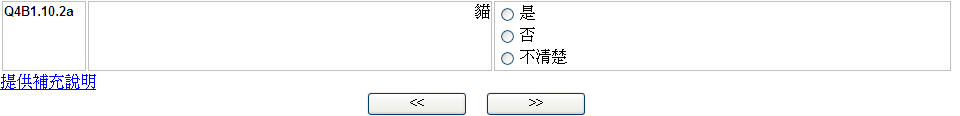 Q4B1.10.2a
貓
是
否
不清楚
提供補充說明
<< >>